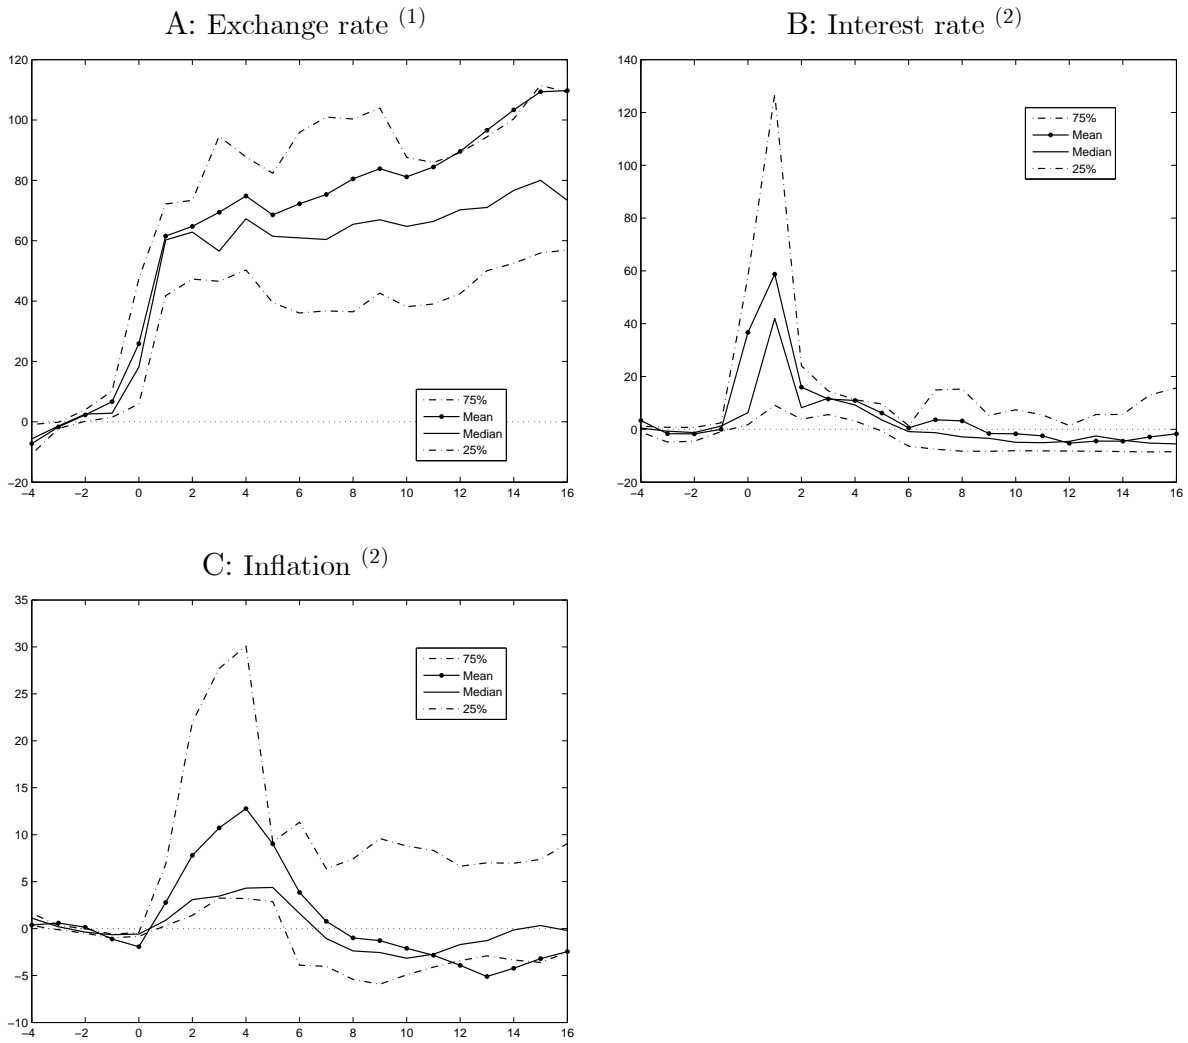 A: Exchange rate (1)
120
100
80
60
40
20
0
−20
−4 −2 0 2 4 6 8 10 12 14 16
75%
Mean
Median
25%
B: Interest rate (2)
140
120
100
80
60
40
20
0
−20
−4 −2 0 2 4 6 8 10 12 14 16
75%
Mean
Median
25%
C: Inflation (2)
35
30
25
20
15
10
5
0
−5
−10
−4 −2 0 2 4 6 8 10 12 14 16
75%
Mean
Median
25%